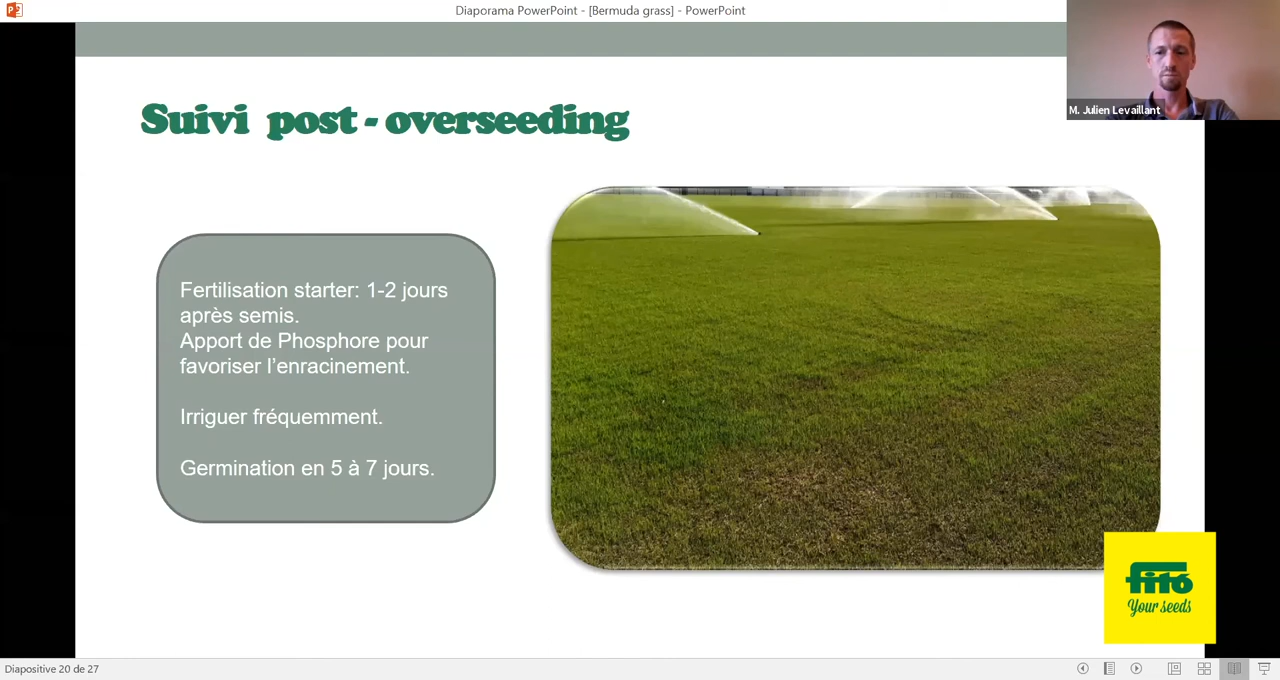 Diaporama PowerPoint - [Bermuda grass] - PowerPoint
M. Julien Levaillant
Suivi post - overseeding
Fertilisation starter: 1-2 jours
après semis.
Apport de Phosphore pour
favoriser l’enracinement.
Irriguer fréquemment.
Germination en 5 à 7 jours.
fitó
Your seeds
Diapositive 20 de 27